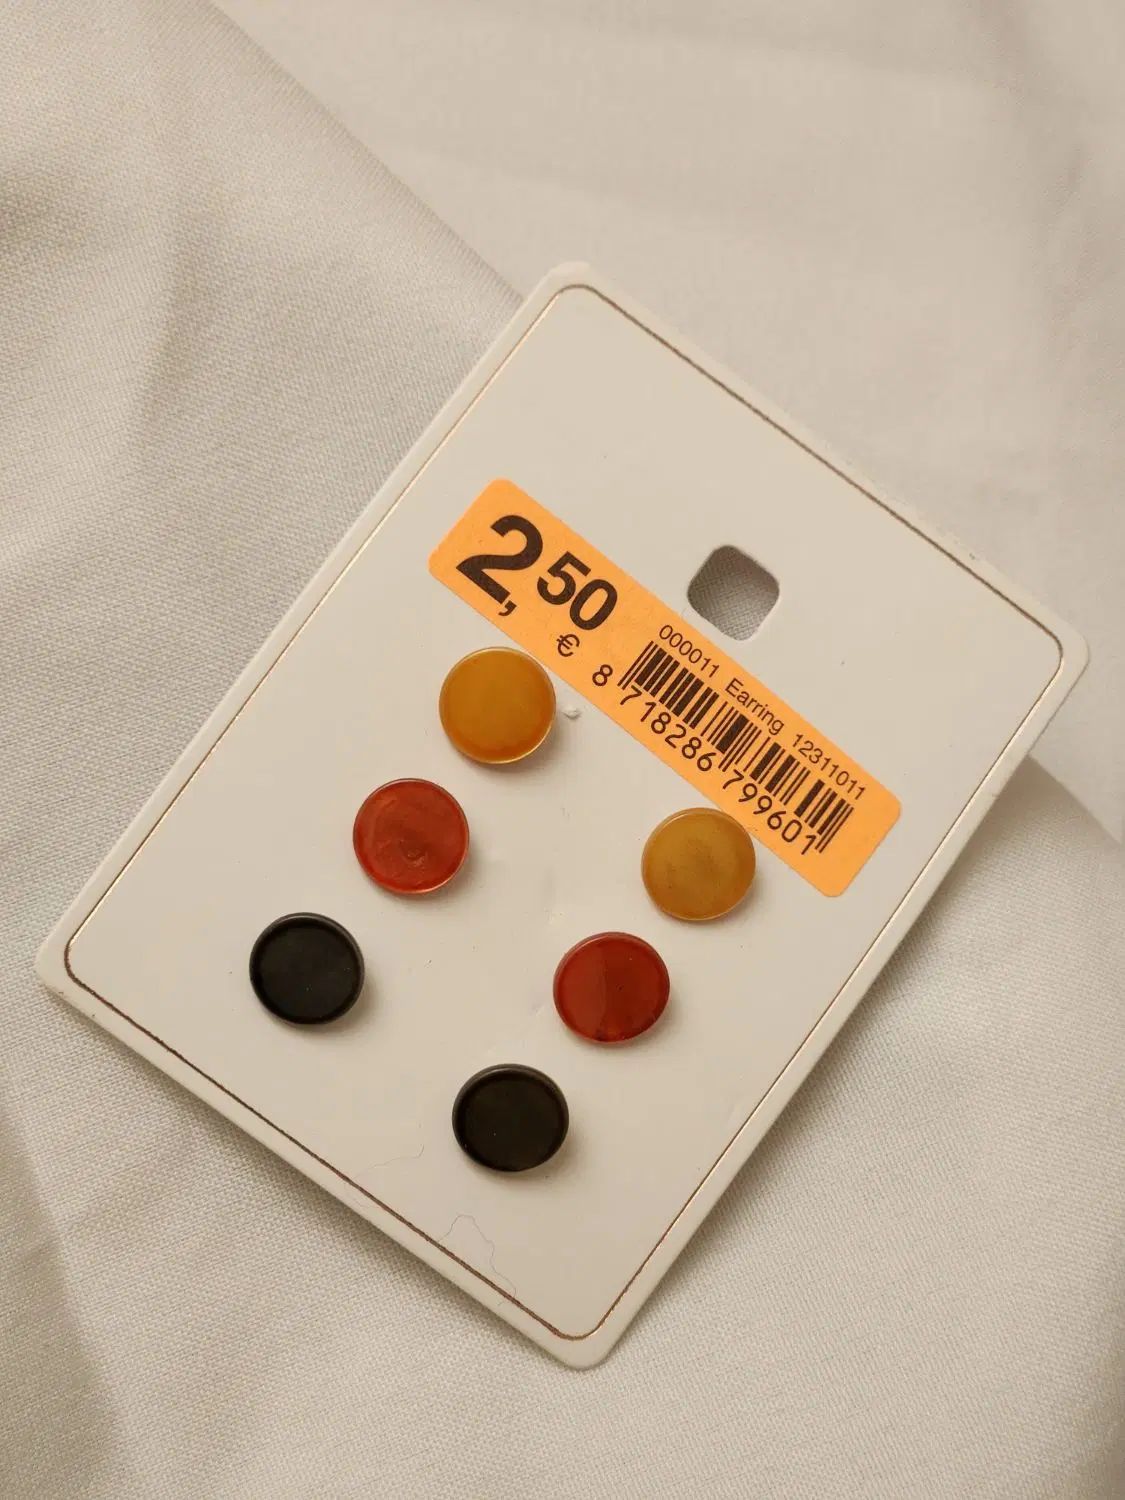 2,50
€
000011 Earring 12311011
8 718286 799601